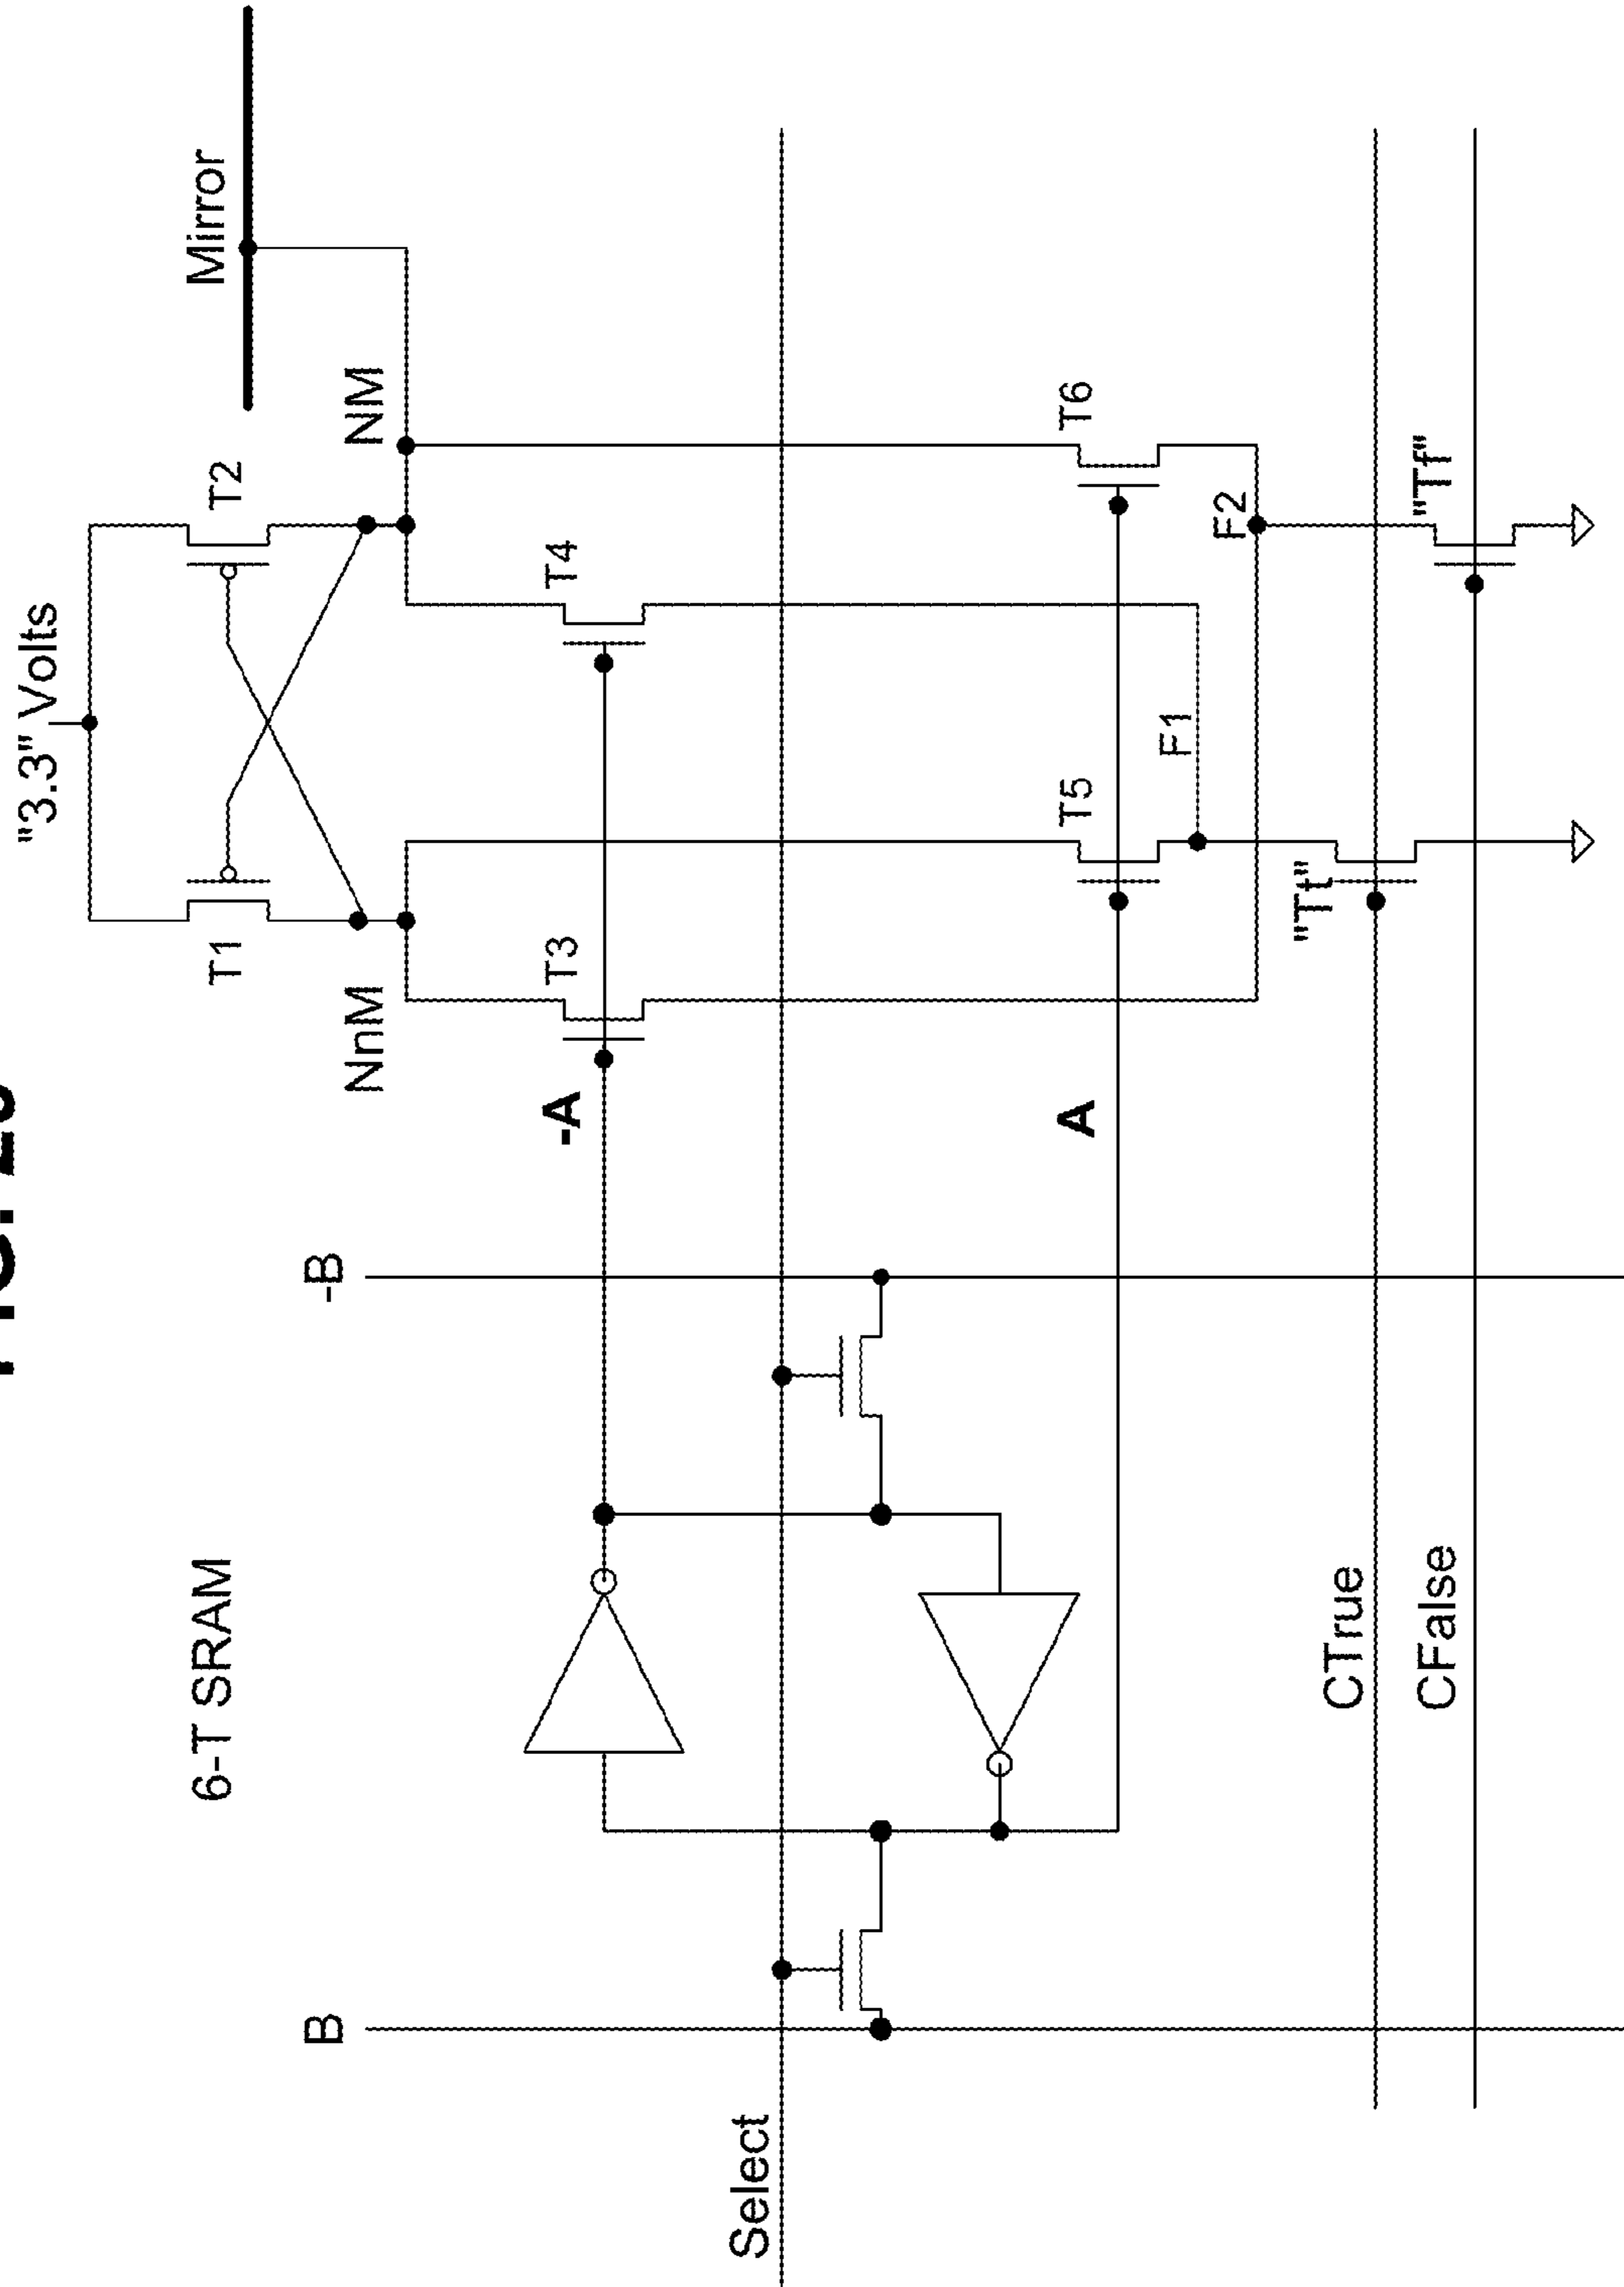 "3.3" Volts
6-T SRAM
T1
T2
Mirror
B
-B
NnM
NM
-A
T3
T4
Select
A
T5
T6
F1
F2
"Tt"
CTrue
CFalse
"Tf"